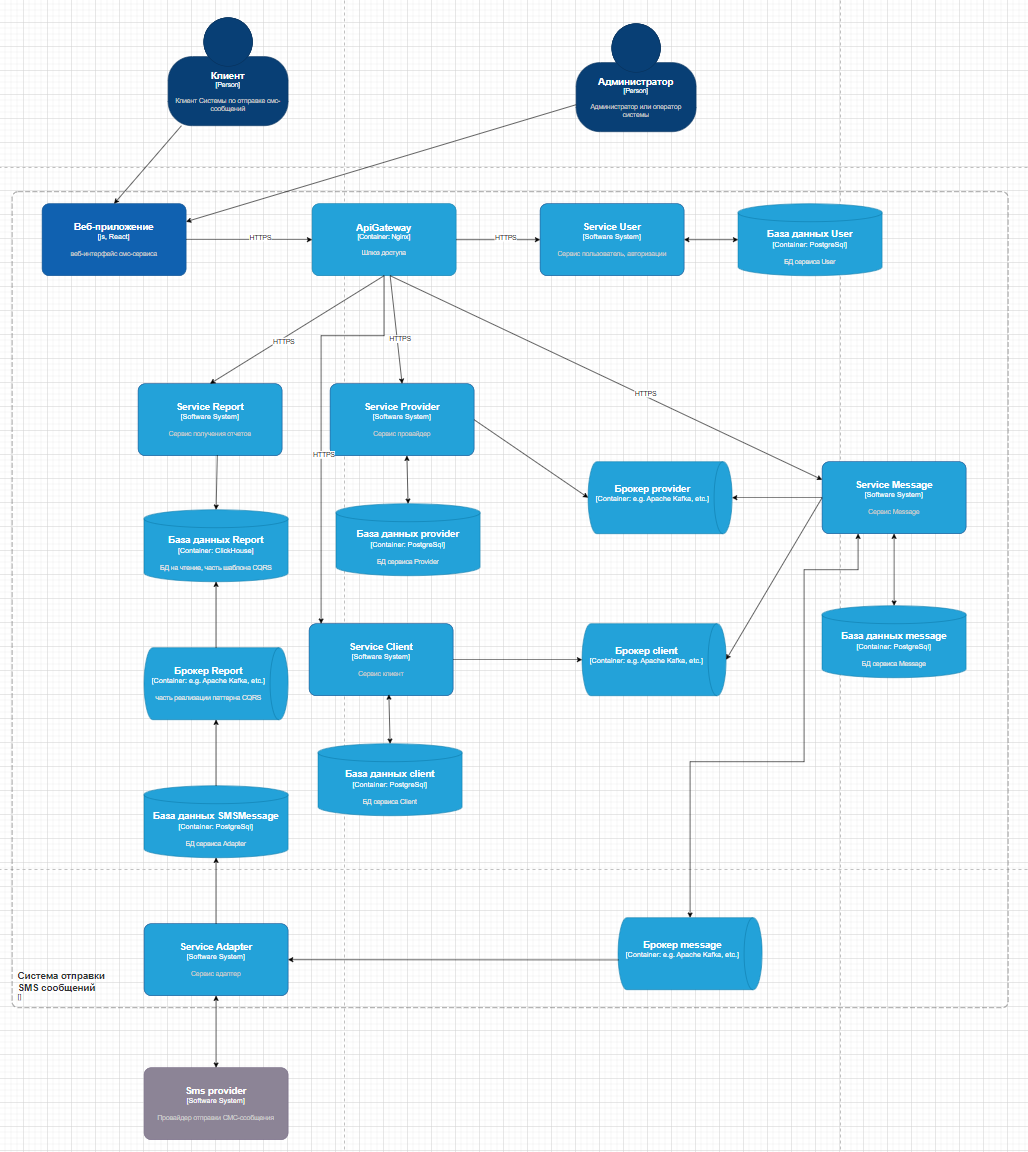 Клиент
[Person]
Клиент Системы по отправке смс-
сообщений
Администратор
[Person]
Администратор или оператор
системы
Веб-приложение
[js, React]
веб-интерфейс смс-сервиса
HTTPS
ApiGateway
[Container: Nginx]
Шлюз доступа
HTTPS
Service User
[Software System]
Сервис пользователь, авторизации
База данных User
[Container: PostgreSql]
БД сервиса User
HTTPS
HTTPS
HTTPS
HTTPS
Service Report
[Software System]
Сервис получения отчетов
Service Provider
[Software System]
Сервис провайдер
Брокер provider
[Container: e.g. Apache Kafka, etc.]
Service Message
[Software System]
Сервис Message
База данных Report
[Container: ClickHouse]
БД на чтение, часть шаблона CQRS
База данных provider
[Container: PostgreSql]
БД сервиса Provider
Service Client
[Software System]
Сервис клиент
Брокер client
[Container: e.g. Apache Kafka, etc.]
База данных message
[Container: PostgreSql]
БД сервиса Message
Брокер Report
[Container: e.g. Apache Kafka, etc.]
часть реализации паттарна CQRS
База данных client
[Container: PostgreSql]
БД сервиса Client
База данных SMSMessage
[Container: PostgreSql]
БД сервиса Adapter
Service Adapter
[Software System]
Сервис адаптер
Брокер message
[Container: e.g. Apache Kafka, etc.]
Система отправки
SMS сообщений
[]
Sms provider
[Software System]
Провайдер отправки СМС-сообщения